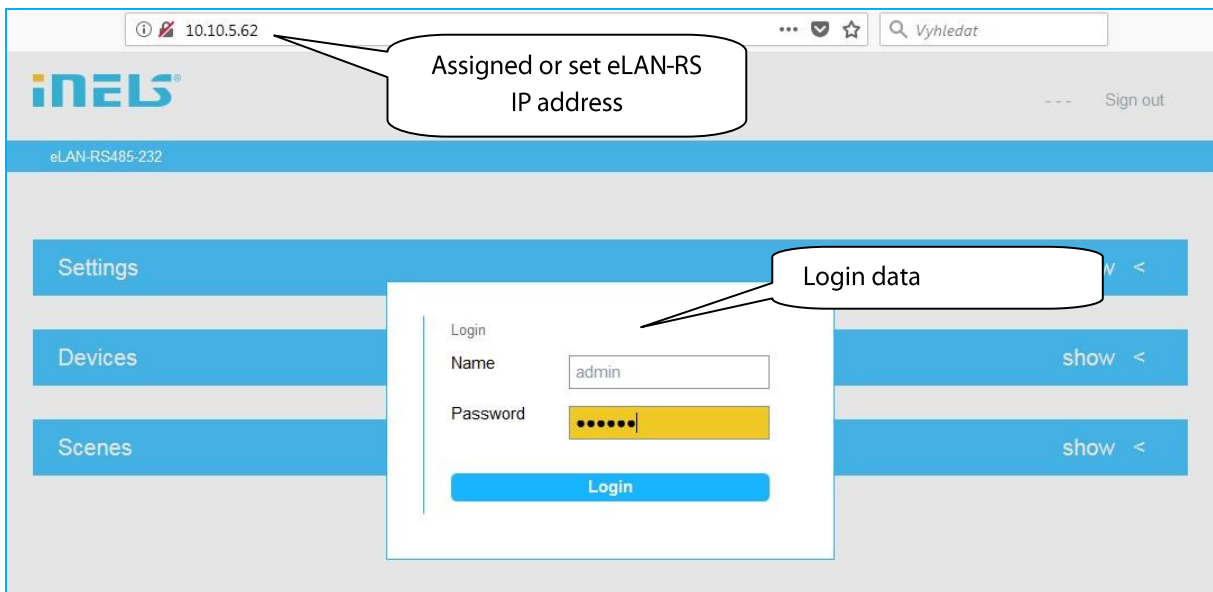 10.10.5.62
Vyhledat
Assigned or set eLAN-RS
IP address
iNELS®
- - - Sign out
eLAN-RS485-232
Settings
w <
Login data
Login
Name
admin
Devices
show <
Password
••••••
Scenes
show <
Login